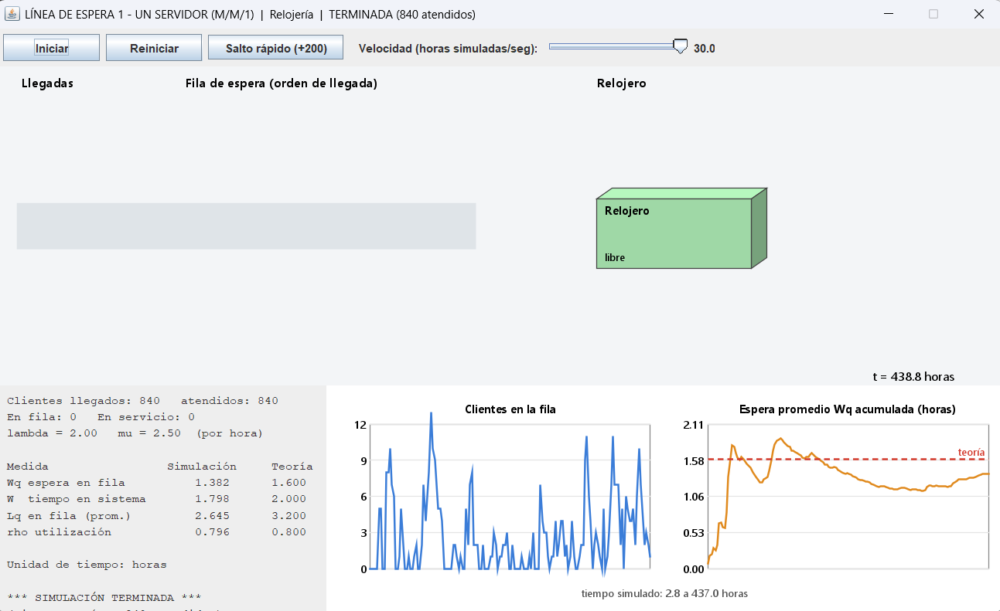 LÍNEA DE ESPERA 1 - UN SERVIDOR (M/M/1) | Relojería | TERMINADA (840 atendidos)
Iniciar Reiniciar Salto rápido (+200) Velocidad (horas simuladas/seg): 30.0
Llegadas Fila de espera (orden de llegada) Relojero
Relojero
libre
t = 438.8 horas
Clientes llegados: 840 atendidos: 840
En fila: 0 En servicio: 0
lambda = 2.00 mu = 2.50 (por hora)
Medida Simulación Teoría
Wq espera en fila 1.382 1.600
W tiempo en sistema 1.798 2.000
Lq en fila (prom.) 2.645 3.200
rho utilización 0.796 0.800
Unidad de tiempo: horas
*** SIMULACIÓN TERMINADA ***
Clientes en la fila
12
9
6
3
0
Espera promedio Wq acumulada (horas)
2.11
teoría
1.58
1.06
0.53
0.00
tiempo simulado: 2.8 a 437.0 horas